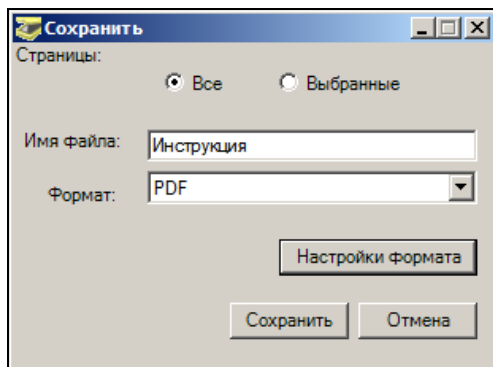 Сохранить
Страницы:
Все Выбранные
Имя файла: Инструкция
Формат: PDF
Настройки формата
Сохранить Отмена